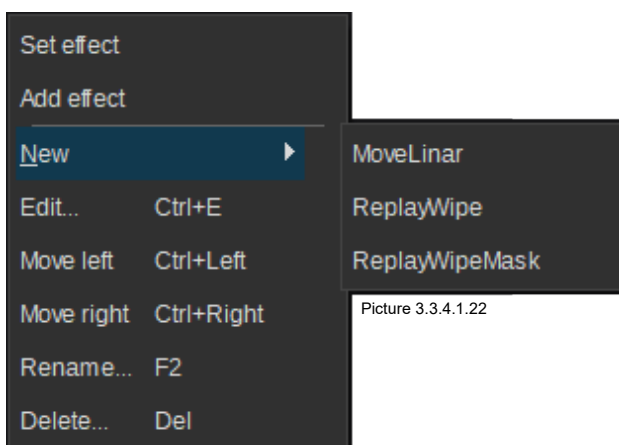 Set effect
Add effect
New
Edit... Ctrl+E
Move left Ctrl+Left
Move right Ctrl+Right
Rename... F2
Delete... Del
MoveLinar
ReplayWipe
ReplayWipeMask
Picture 3.3.4.1.22